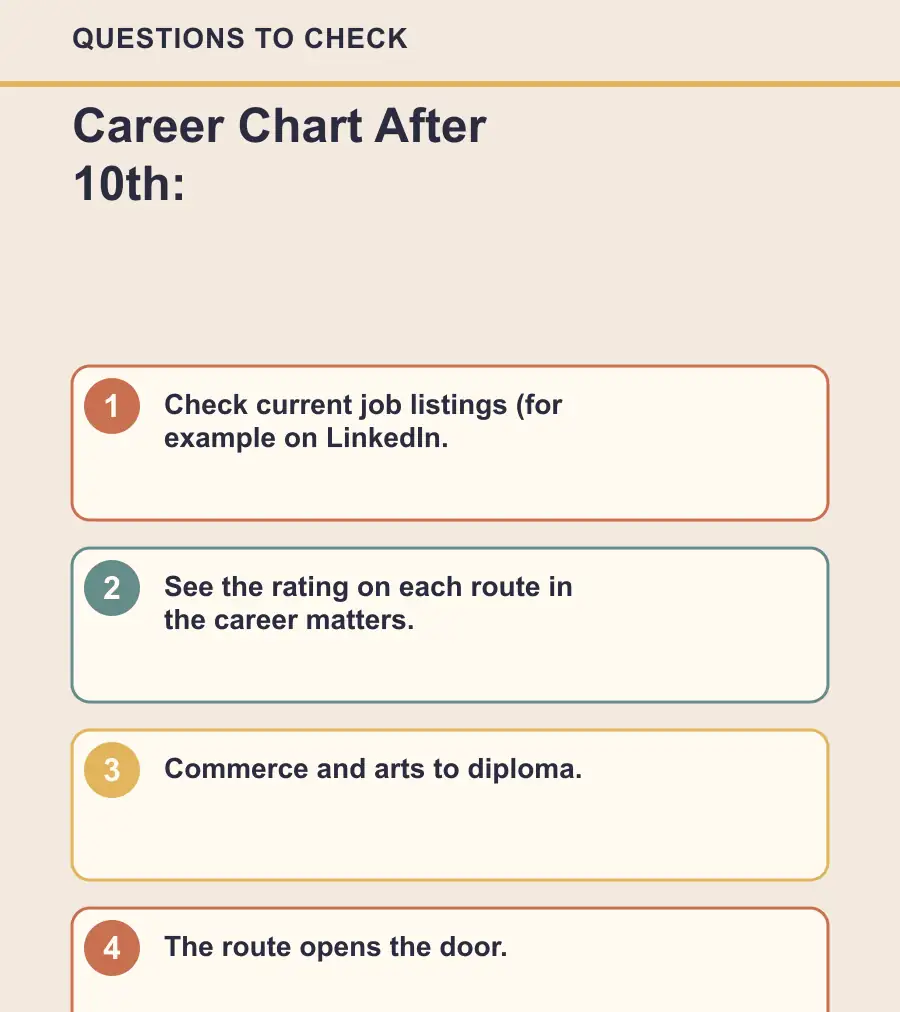 QUESTIONS TO CHECK
Career Chart After
10th:
1
Check current job listings (for
example on LinkedIn.
2
See the rating on each route in
the career matters.
3
Commerce and arts to diploma.
4
The route opens the door.